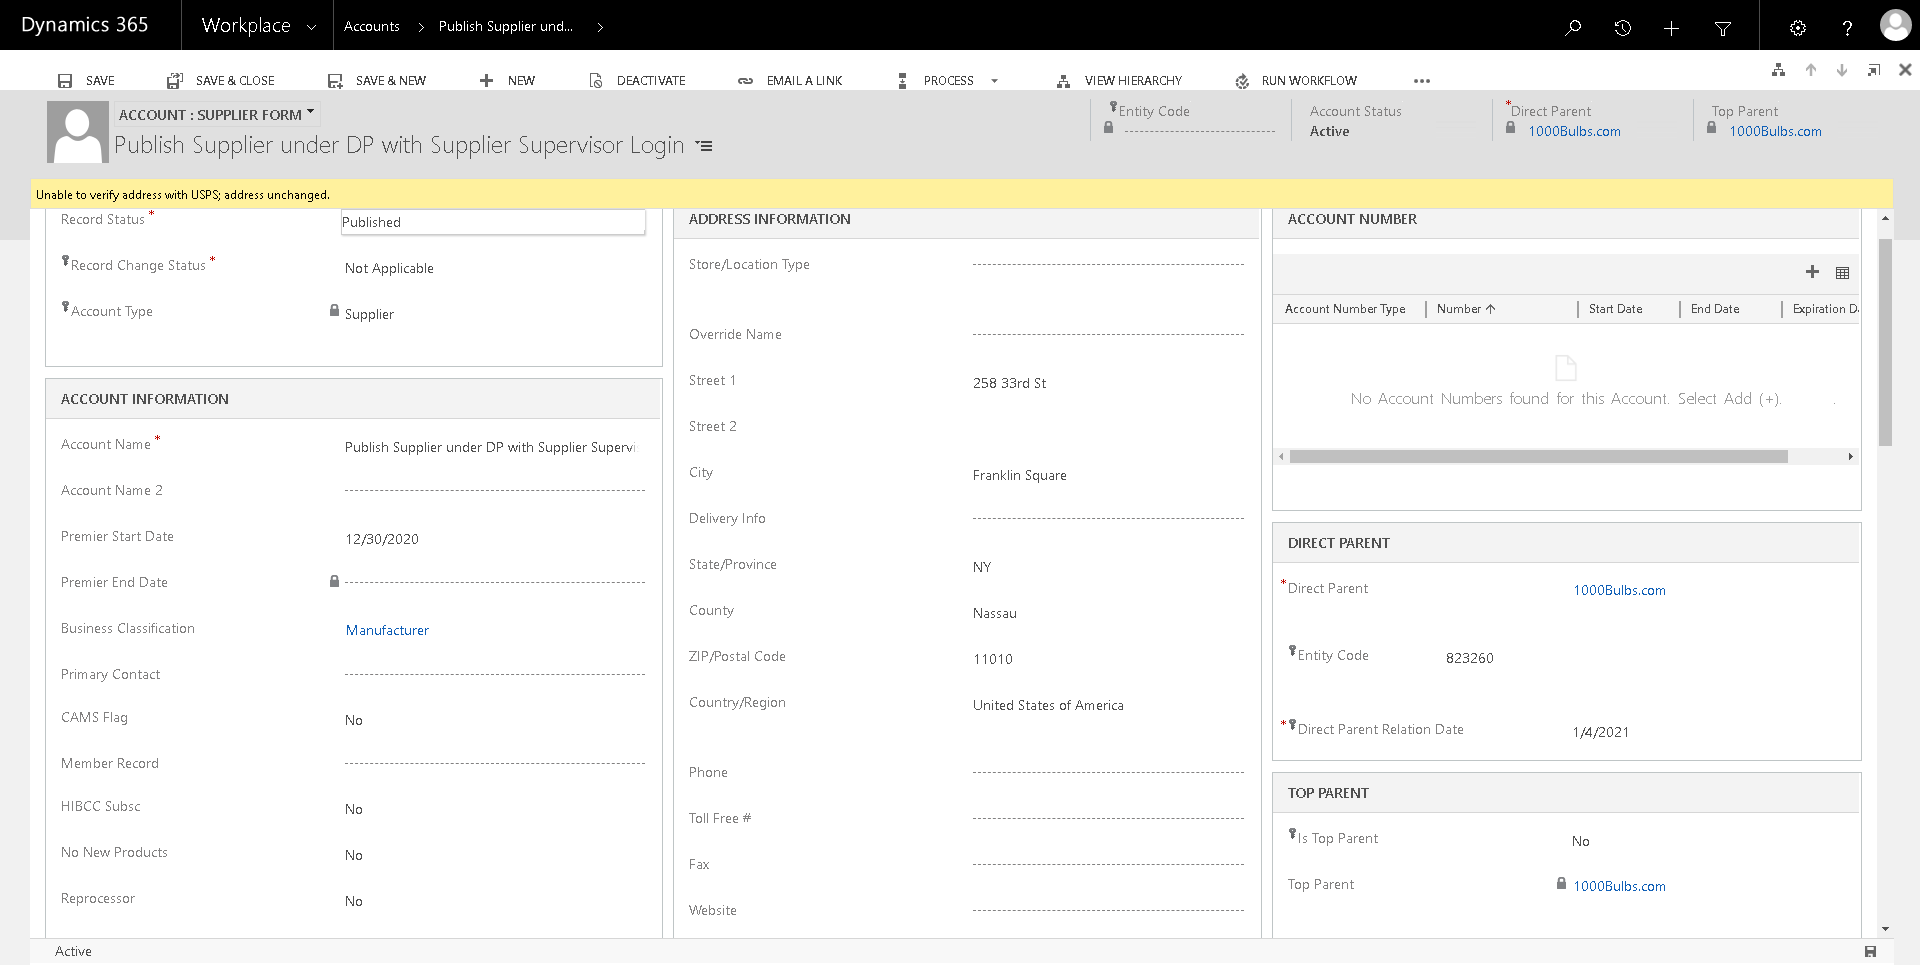 Dynamics 365
Workplace
Accounts
Publish Supplier und...
SAVE
SAVE & CLOSE
SAVE & NEW
NEW
DEACTIVATE
EMAIL A LINK
PROCESS
VIEW HIERARCHY
RUN WORKFLOW
...
ACCOUNT : SUPPLIER FORM
Publish Supplier under DP with Supplier Supervisor Login
Entity Code
Account Status
Active
*Direct Parent
1000Bulbs.com
Top Parent
1000Bulbs.com
Unable to verify address with USPS; address unchanged.
Record Status *
Published
Record Change Status *
Not Applicable
Account Type
Supplier
ACCOUNT INFORMATION
Account Name *
Publish Supplier under DP with Supplier Supervi
Account Name 2
Premier Start Date
12/30/2020
Premier End Date
Business Classification
Manufacturer
Primary Contact
CAMS Flag
No
Member Record
HIBCC Subsc
No
No New Products
No
Reprocessor
No
ADDRESS INFORMATION
Store/Location Type
Override Name
Street 1
258 33rd St
Street 2
City
Franklin Square
Delivery Info
State/Province
NY
County
Nassau
ZIP/Postal Code
11010
Country/Region
United States of America
Phone
Toll Free #
Fax
Website
ACCOUNT NUMBER
Account Number Type
Number
Start Date
End Date
Expiration D
No Account Numbers found for this Account. Select Add (+).
DIRECT PARENT
*Direct Parent
1000Bulbs.com
Entity Code
823260
*Direct Parent Relation Date
1/4/2021
TOP PARENT
Is Top Parent
No
Top Parent
1000Bulbs.com
Active